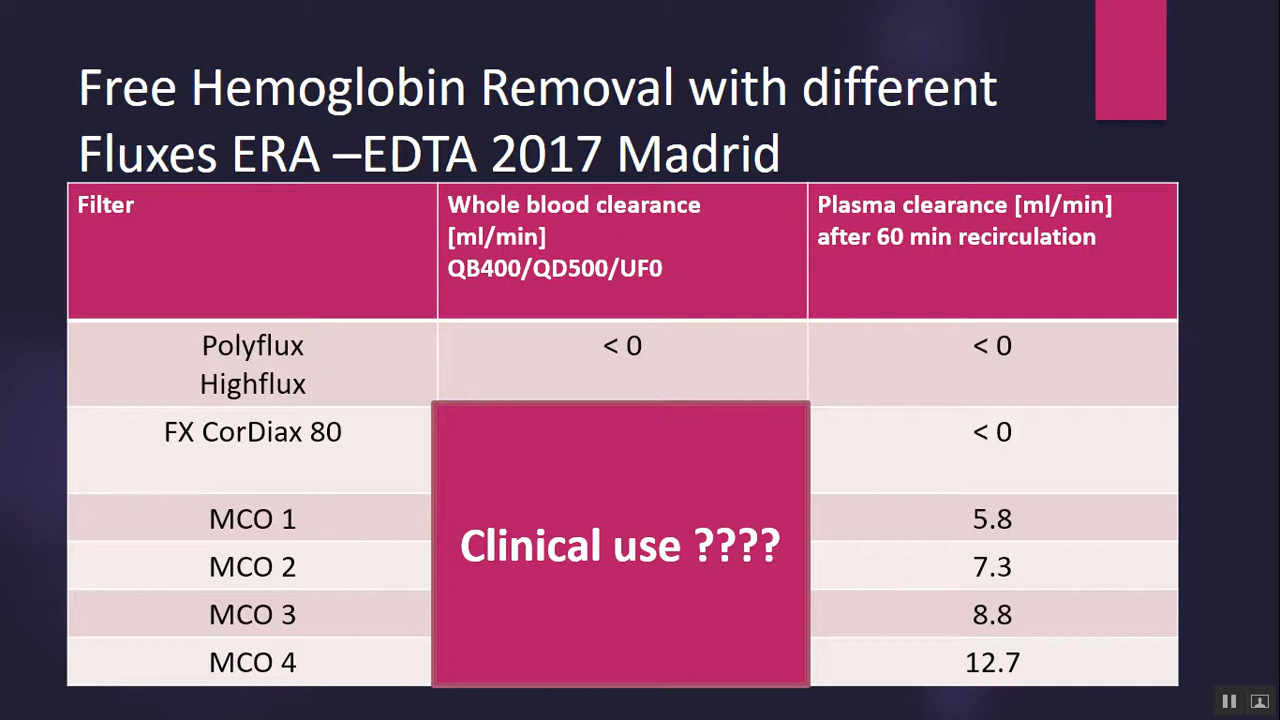 Free Hemoglobin Removal with different
Fluxes ERA –EDTA 2017 Madrid
Filter
Whole blood clearance
[ml/min]
QB400/QD500/UF0
Plasma clearance [ml/min]
after 60 min recirculation
Polyflux
Highflux
< 0
< 0
FX CorDiax 80
< 0
Clinical use ????
MCO 1
5.8
MCO 2
7.3
MCO 3
8.8
MCO 4
12.7